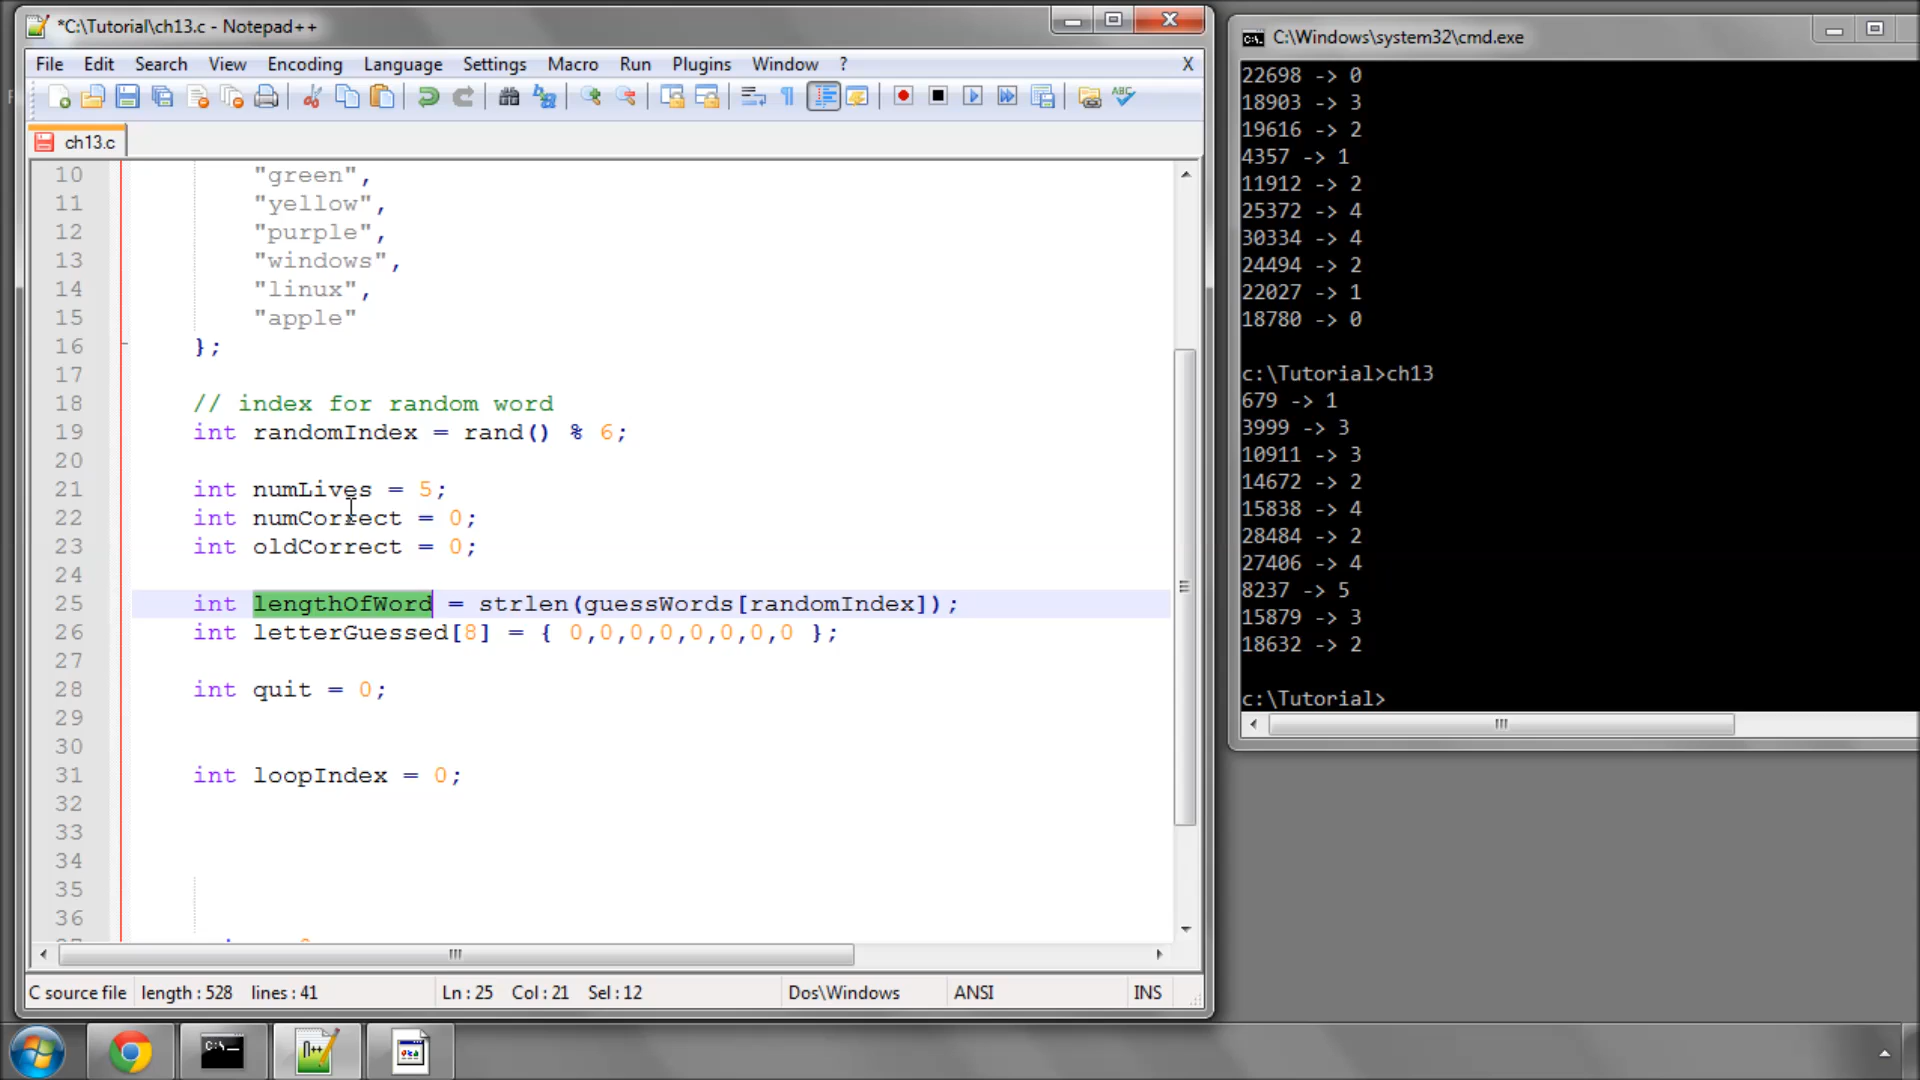 *C:\Tutorial\ch13.c - Notepad++
File Edit Search View Encoding Language Settings Macro Run Plugins Window ? X
ch13.c
10 "green",
11 "yellow",
12 "purple",
13 "windows",
14 "linux",
15 "apple"
16 };
17
18 // index for random word
19 int randomIndex = rand() % 6;
20
21 int numLives = 5;
22 int numCorrect = 0;
23 int oldCorrect = 0;
24
25 int lengthOfWord = strlen(guessWords[randomIndex]);
26 int letterGuessed[8] = { 0,0,0,0,0,0,0,0 };
27
28 int quit = 0;
29
30
31 int loopIndex = 0;
32
33
34
35
36
C source file length : 528 lines : 41 Ln : 25 Col : 21 Sel : 12 Dos\Windows ANSI INS
C:\Windows\system32\cmd.exe
22698 -> 0
18903 -> 3
19616 -> 2
4357 -> 1
11912 -> 2
25372 -> 4
30334 -> 4
24494 -> 2
22027 -> 1
18780 -> 0
c:\Tutorial>ch13
679 -> 1
3999 -> 3
10911 -> 3
14672 -> 2
15838 -> 4
28484 -> 2
27406 -> 4
8237 -> 5
15879 -> 3
18632 -> 2
c:\Tutorial>